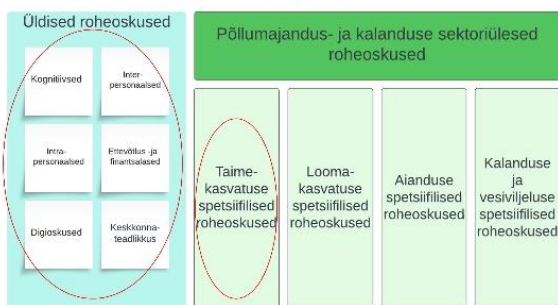 Üldised roheoskused
Kognitiivsed
Inter-
personaalsed
Intra-
personaalsed
Ettevõtlus -ja
finantsalased
Digioskused
Keskkonna-
teadlikkus
Põllumajandus- ja kalanduse sektoriülesed
roheoskused
Taime-
kasvatuse
spetsiifilised
roheoskused
Looma-
kasvatuse
spetsiifilised
roheoskused
Aianduse
spetsiifilised
roheoskused
Kalanduse
ja
vesiviljeluse
spetsiifilised
roheoskused